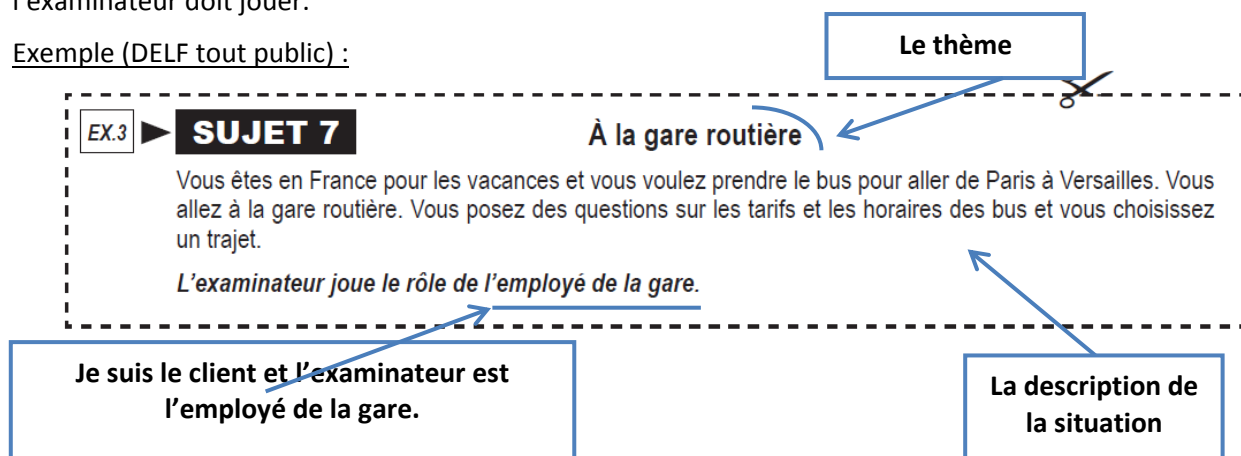 l'examinateur doit jouer.
Exemple (DELF tout public) :
Le thème
EX.3 SUJET 7 À la gare routière
Vous êtes en France pour les vacances et vous voulez prendre le bus pour aller de Paris à Versailles. Vous
allez à la gare routière. Vous posez des questions sur les tarifs et les horaires des bus et vous choisissez
un trajet.
L'examinateur joue le rôle de l'employé de la gare.
Je suis le client et l'examinateur est
l'employé de la gare.
La description de
la situation